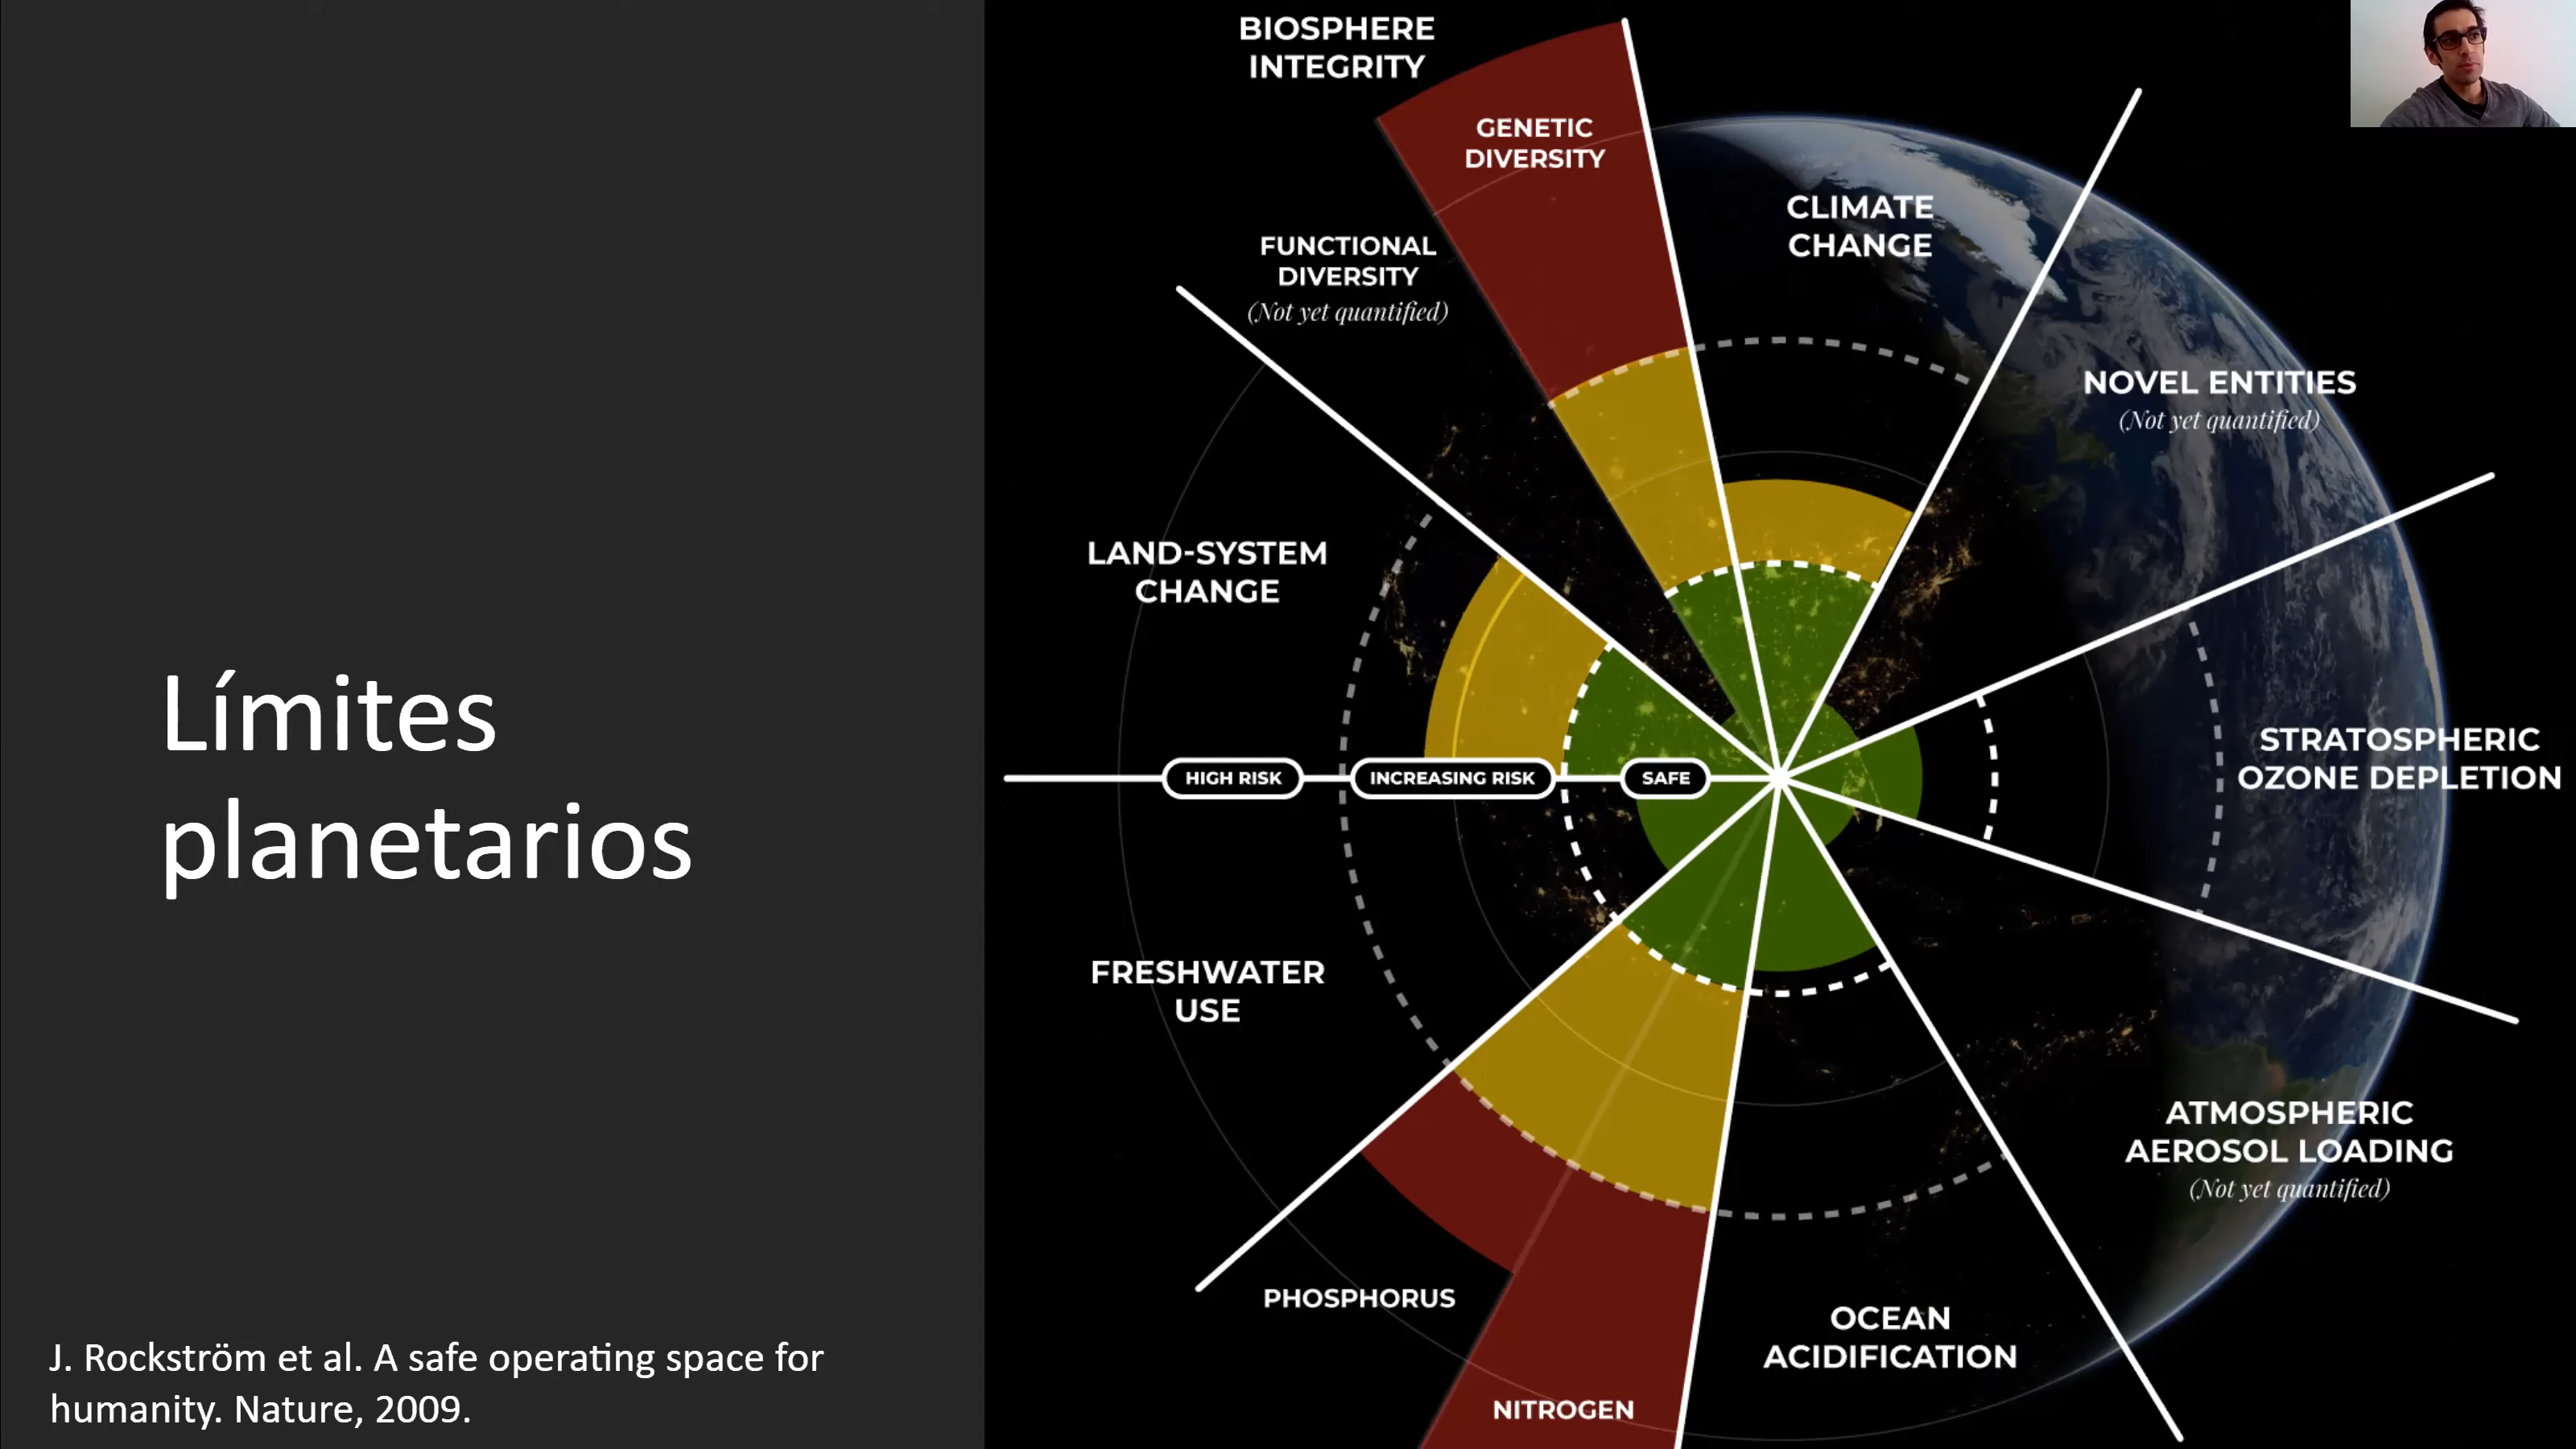 Límites
planetarios
J. Rockström et al. A safe operating space for
humanity. Nature, 2009.
BIOSPHERE
INTEGRITY
GENETIC
DIVERSITY
FUNCTIONAL
DIVERSITY
(Not yet quantified)
CLIMATE
CHANGE
NOVEL ENTITIES
(Not yet quantified)
LAND-SYSTEM
CHANGE
STRATOSPHERIC
OZONE DEPLETION
HIGH RISK
INCREASING RISK
SAFE
FRESHWATER
USE
ATMOSPHERIC
AEROSOL LOADING
(Not yet quantified)
PHOSPHORUS
NITROGEN
OCEAN
ACIDIFICATION